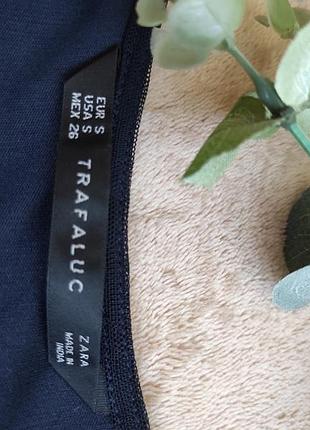 EUR S
USA S
MEX 26
TRAFALUC
ZARA
MADE IN
INDIA